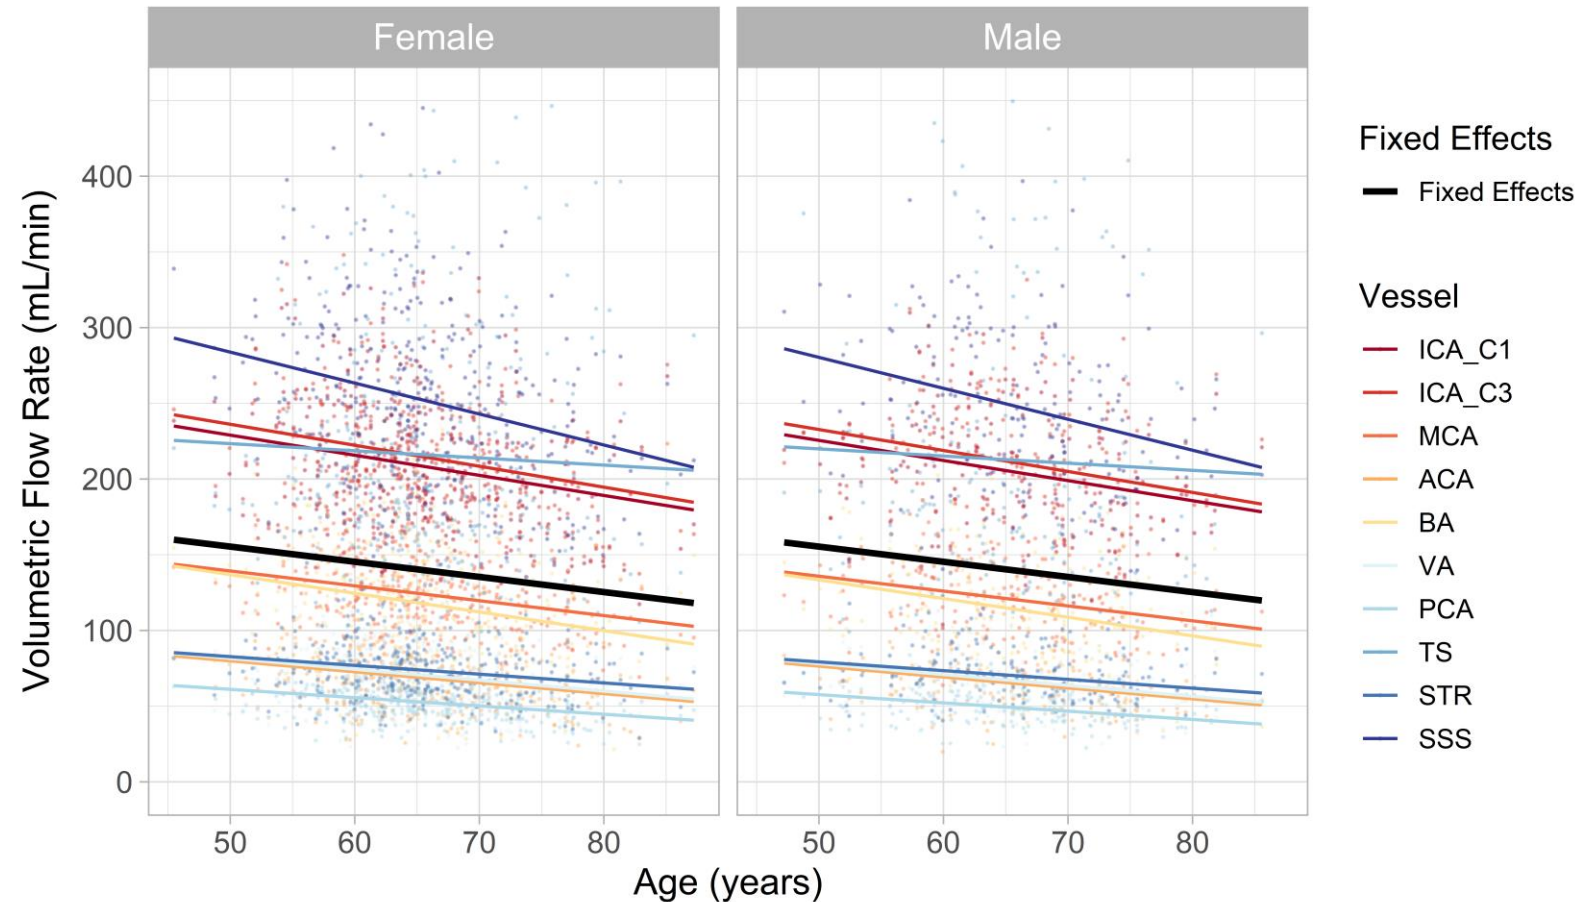 Female
Male
Volumetric Flow Rate (mL/min)
400
300
200
100
0
50
60
70
80
50
60
70
80
Age (years)
Fixed Effects
Fixed Effects
Vessel
ICA_C1
ICA_C3
MCA
ACA
BA
VA
PCA
TS
STR
SSS